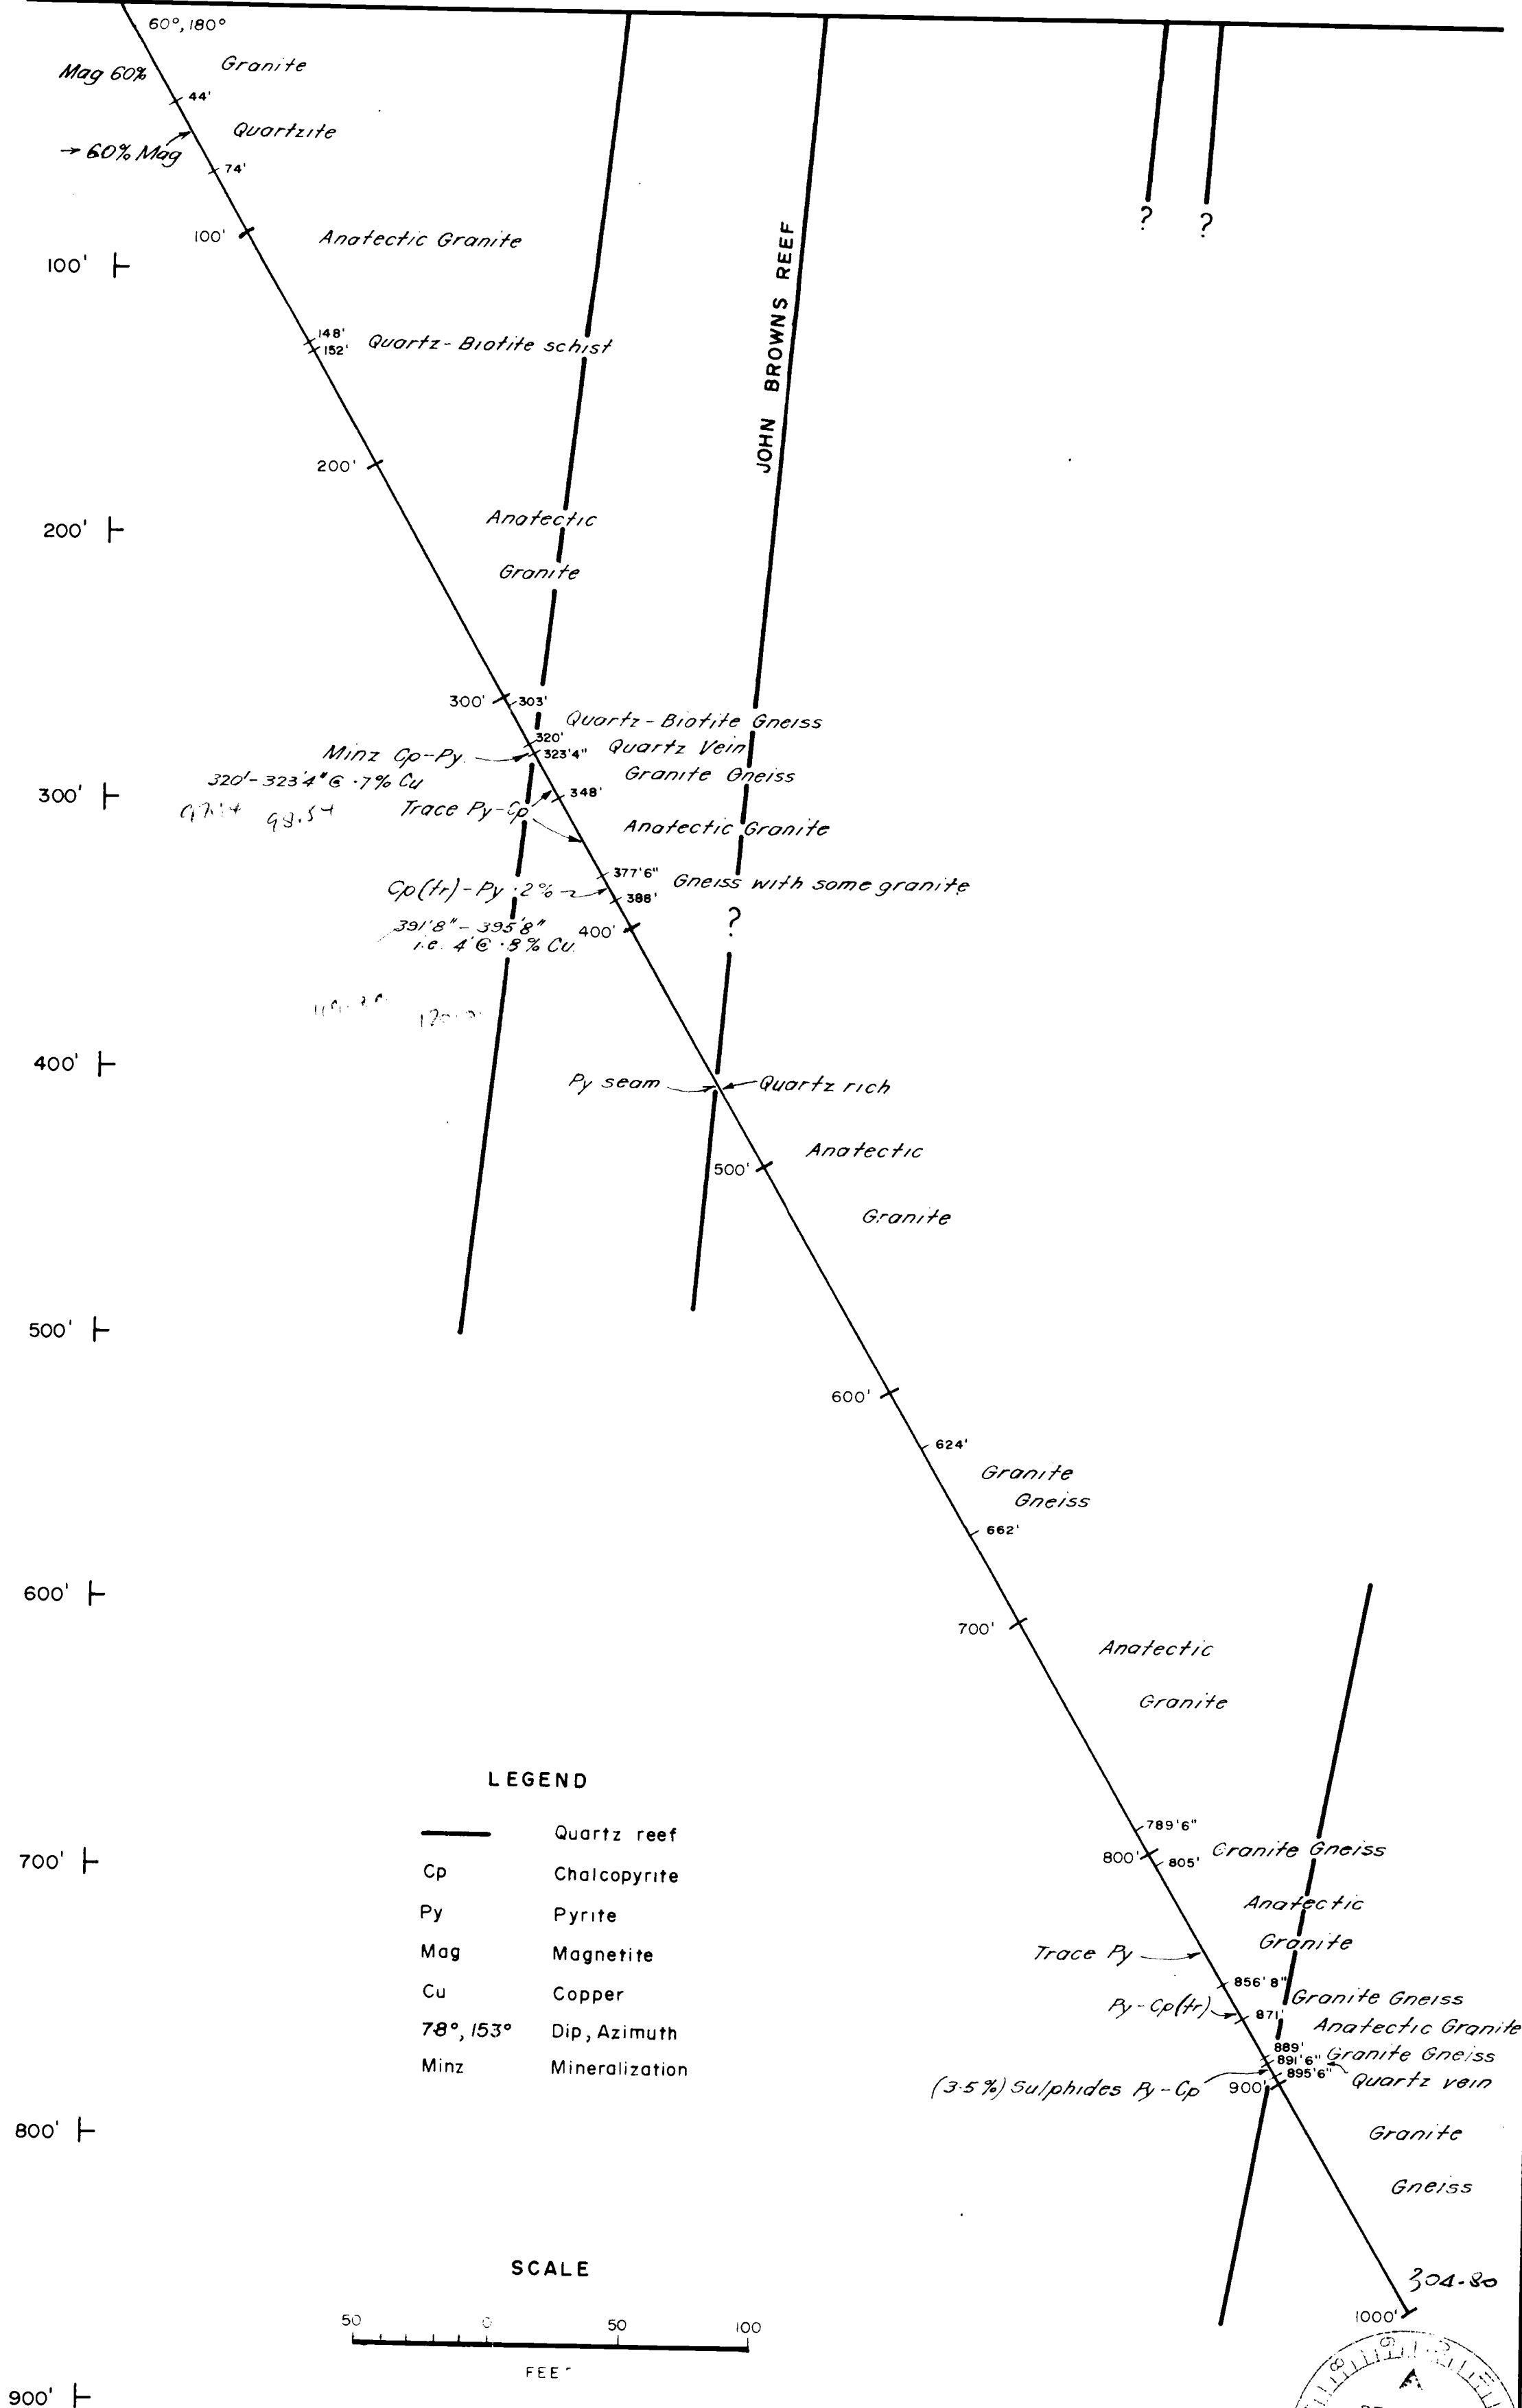 60°, 180°
Mag 60%
Granite
44'
Quartzite
→ 60% Mag
74'
100'
Anatectic Granite
100'
JOHN BROWNS REEF
?
?
148'
152'
Quartz-Biotite schist
200'
Anatectic
200'
Granite
300'
303'
Quartz-Biotite Gneiss
320'
323'4"
Quartz Vein
Minz Cp-Py
Granite Gneiss
320'-323'4" @ ·7% Cu
300'
348'
Trace Py-Cp
Anatectic Granite
377'6"
Gneiss with some granite
Cp(tr)-Py ·2%
388'
391'8"-395'8"
400'
?
i.e. 4' @ ·8% Cu.
400'
Py seam
Quartz rich
Anatectic
500'
Granite
500'
600'
624'
Granite
Gneiss
662'
600'
700'
Anatectic
Granite
LEGEND
Quartz reef
Cp Chalcopyrite
Py Pyrite
Mag Magnetite
Cu Copper
78°, 153° Dip, Azimuth
Minz Mineralization
789'6"
700'
800'
805'
Granite Gneiss
Anatectic
Granite
Trace Py
856'8"
Granite Gneiss
Py-Cp(tr)
871'
Anatectic Granite
889'
891'6"
Granite Gneiss
895'6"
Quartz vein
(3·5%) Sulphides Py-Cp
900'
800'
Granite
Gneiss
SCALE
304·80
50 0 50 100
1000'
FEET
900'